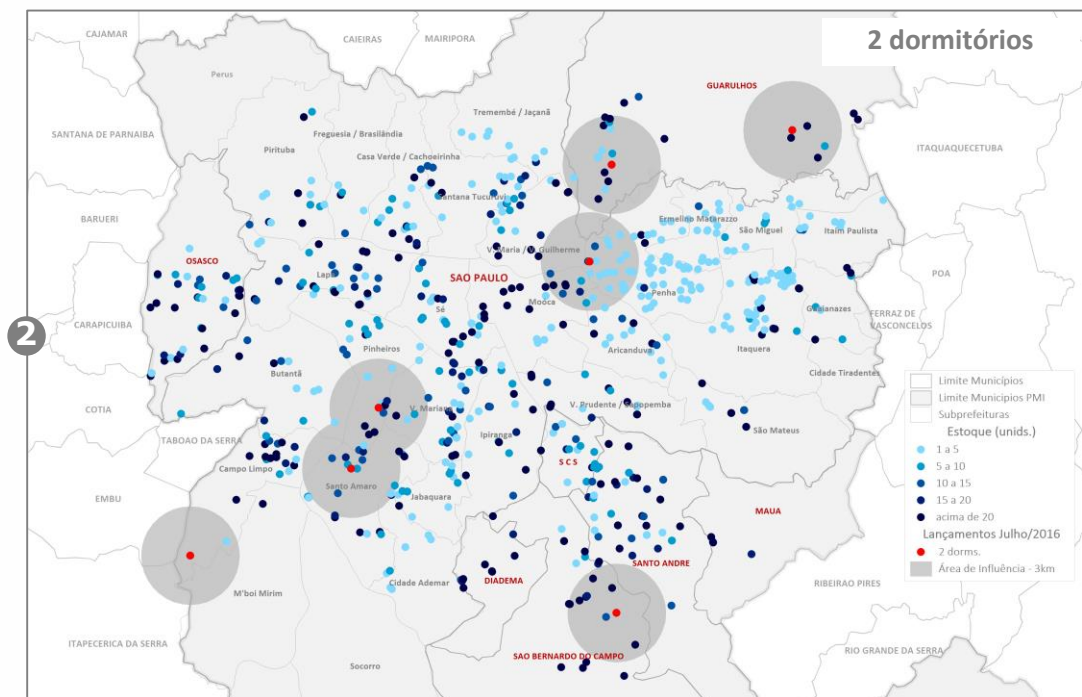 2 dormitórios
CAJAMAR
CAIEIRAS
MAIRIPORA
Perus
GUARULHOS
SANTANA DE PARNAIBA
Tremembé / Jaçanã
Freguesia / Brasilândia
Pirituba
Casa Verde / Cachoeirinha
ITAQUAQUECETUBA
Santana Tucuruvi
BARUERI
Ermelino Matarazzo
São Miguel
Itaim Paulista
V. Maria / V. Guilherme
OSASCO
Lapa
SAO PAULO
POA
Penha
Mooca
Sé
Guaianazes
CARAPICUIBA
2
FERRAZ DE
VASCONCELOS
Pinheiros
Aricanduva
Itaquera
Butantã
Cidade Tiradentes
COTIA
V. Mariana
V. Prudente / Sapopemba
São Mateus
TABOAO DA SERRA
Ipiranga
Campo Limpo
S C S
Santo Amaro
EMBU
Jabaquara
MAUA
SANTO ANDRE
Cidade Ademar
DIADEMA
RIBEIRAO PIRES
M'boi Mirim
ITAPECERICA DA SERRA
SAO BERNARDO DO CAMPO
Socorro
RIO GRANDE DA SERRA
Limite Municípios
Limite Municipios PMI
Subprefeituras
Estoque (unids.)
1 a 5
5 a 10
10 a 15
15 a 20
acima de 20
Lançamentos Julho/2016
2 dorms.
Área de Influência - 3km